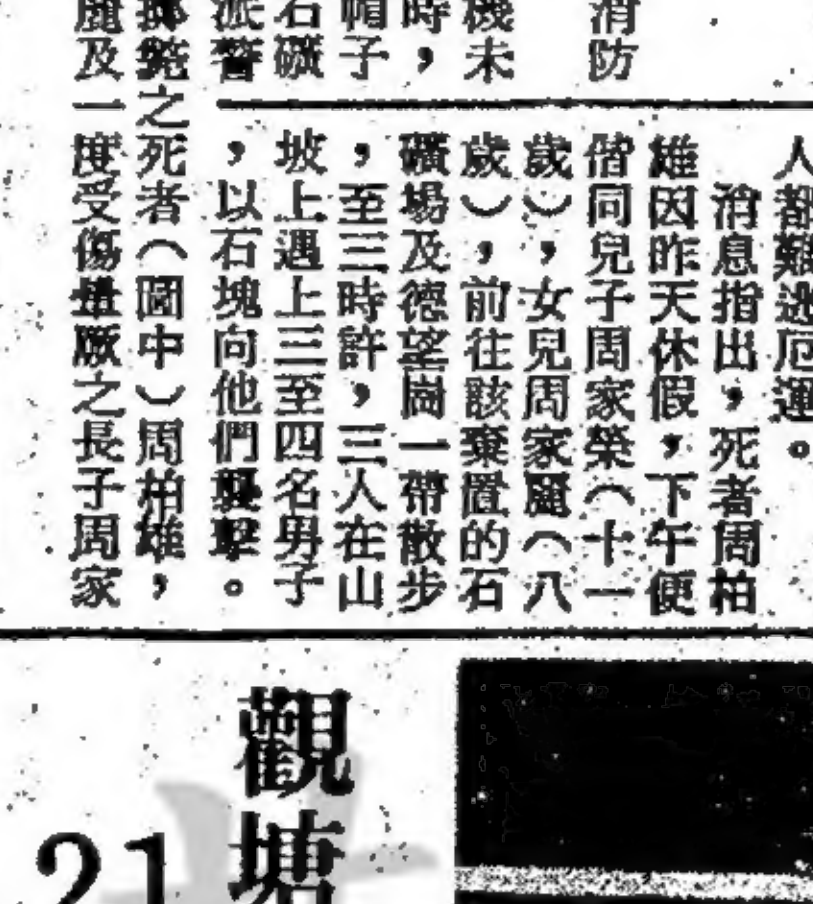 消防
機未
時，
帽子
石礦
派警
擲斃之死者（圖中）周柏雄，
麗及一度受傷暈厥之長子周家
人都難逃厄運。
消息指出，死者周柏
雄因昨天休假，下午便
偕同兒子周家榮（十一
歲），女兒周家麗（八
歲），前往該棄置的石
礦場及德望崗一帶散步
，至三時許，三人在山
坡上遇上三至四名男子
，以石塊向他們襲擊。
觀塘
21